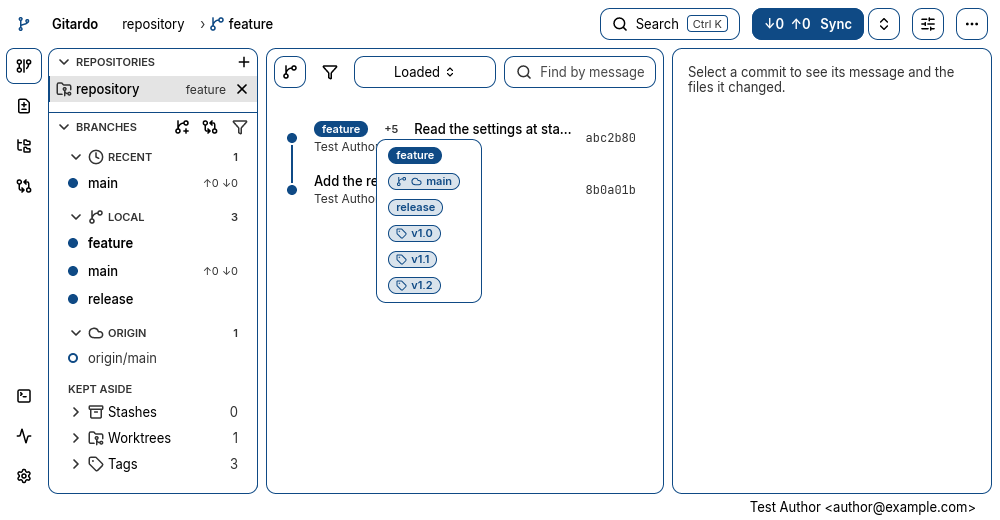 Gitardo repository › feature Search Ctrl K ↓0 ↑0 Sync
REPOSITORIES
repository feature
BRANCHES
RECENT 1
main ↑0 ↓0
LOCAL 3
feature
main ↑0 ↓0
release
ORIGIN 1
origin/main
KEPT ASIDE
Stashes 0
Worktrees 1
Tags 3
Loaded Find by message
feature +5 Read the settings at sta... abc2b80
Test Autho
Add the re 8b0a01b
Test Autho
feature
main
release
v1.0
v1.1
v1.2
Select a commit to see its message and the
files it changed.
Test Author <author@example.com>